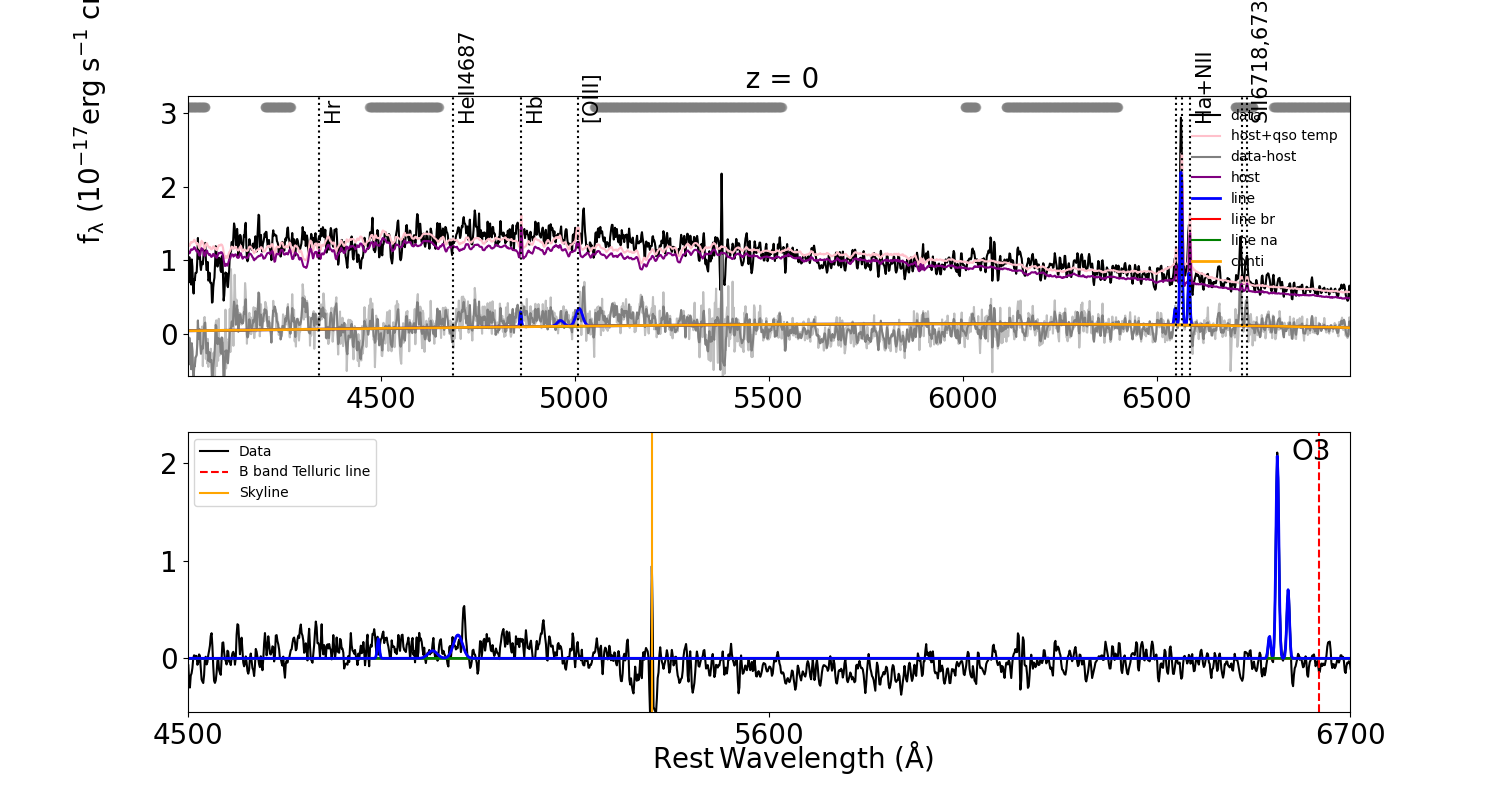 z = 0
fλ (10−17erg s−1 c
3
2
1
0
Hr
HeII4687
Hb
[OIII]
Ha+NII
SII6718,673
data
host+qso temp
data-host
host
line
line br
line na
conti
4500 5000 5500 6000 6500
Data
B band Telluric line
Skyline
O3
2
1
0
4500 5600 6700
Rest Wavelength (Å)